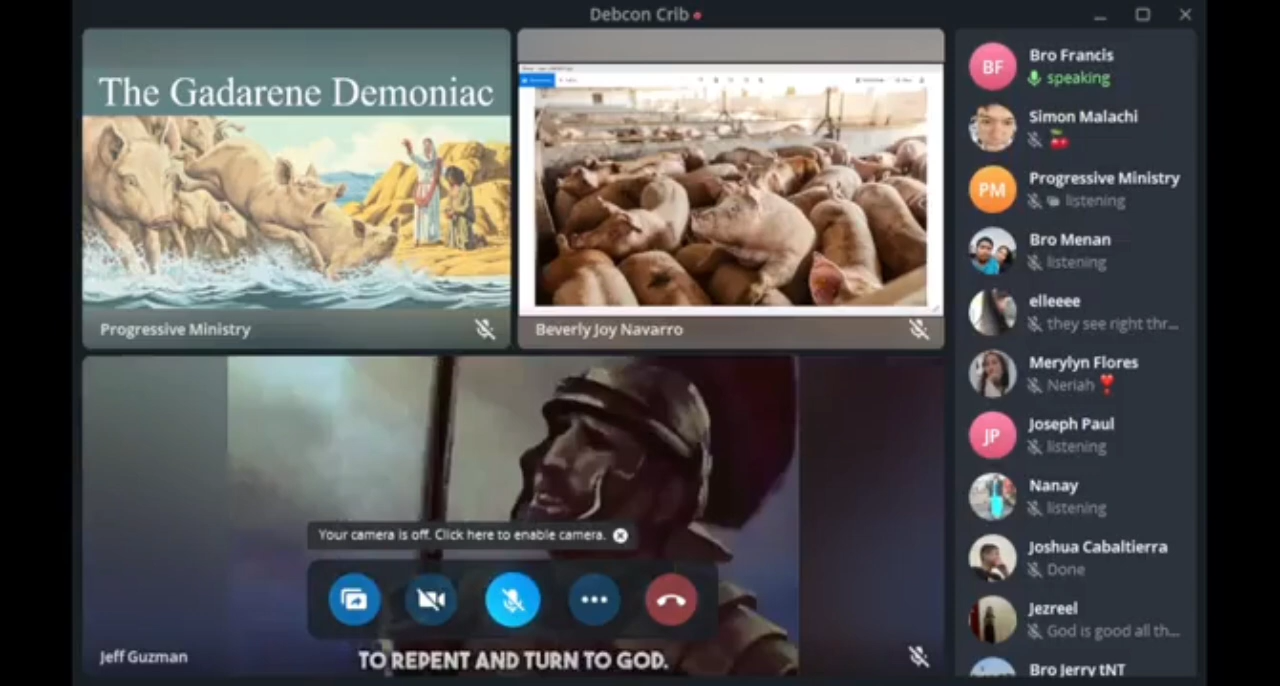 Debcon Crib
The Gadarene Demoniac
Progressive Ministry
Beverly Joy Navarro
Your camera is off. Click here to enable camera.
Jeff Guzman
TO REPENT AND TURN TO GOD.
BF
Bro Francis
speaking
Simon Malachi
PM
Progressive Ministry
listening
Bro Menan
listening
elleeee
they see right thr...
Merylyn Flores
Neriah
JP
Joseph Paul
listening
Nanay
listening
Joshua Cabaltierra
Done
Jezreel
God is good all th...
Bro Jerry tNT